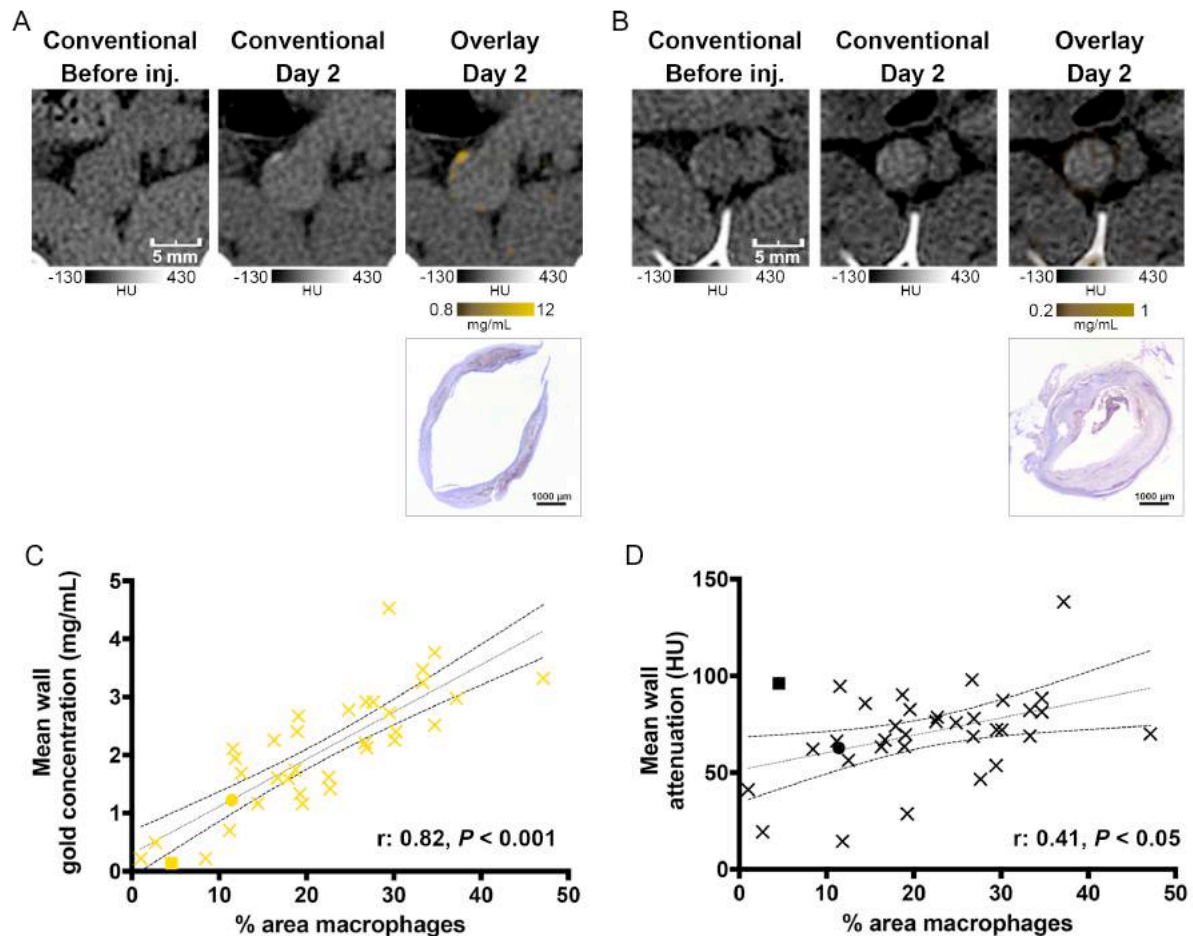 A
Conventional
Before inj.
Conventional
Day 2
Overlay
Day 2
5 mm
-130 430
HU
-130 430
HU
-130 430
HU
0.8 12
mg/mL
1000 µm
B
Conventional
Before inj.
Conventional
Day 2
Overlay
Day 2
5 mm
-130 430
HU
-130 430
HU
-130 430
HU
0.2 1
mg/mL
1000 µm
C
Mean wall
gold concentration (mg/mL)
5
4
3
2
1
0
0 10 20 30 40 50
% area macrophages
r: 0.82, P < 0.001
D
Mean wall
attenuation (HU)
150
100
50
0
0 10 20 30 40 50
% area macrophages
r: 0.41, P < 0.05